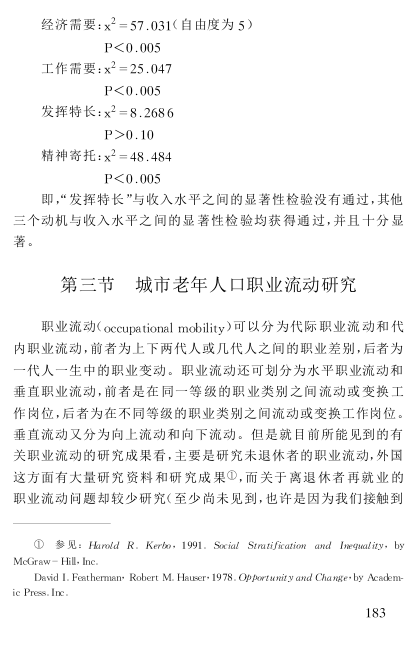 经济需要:x²=57.031(自由度为5)
P<0.005
工作需要:x²=25.047
P<0.005
发挥特长:x²=8.2686
P>0.10
精神寄托:x²=48.484
P<0.005
即,“发挥特长”与收入水平之间的显著性检验没有通过,其他
三个动机与收入水平之间的显著性检验均获得通过,并且十分显
著。
第三节 城市老年人口职业流动研究
职业流动(occupational mobility)可以分为代际职业流动和代
内职业流动,前者为上下两代人或几代人之间的职业差别,后者为
一代人一生中的职业变动。职业流动还可划分为水平职业流动和
垂直职业流动,前者是在同一等级的职业类别之间流动或变换工
作岗位,后者为在不同等级的职业类别之间流动或变换工作岗位。
垂直流动又分为向上流动和向下流动。但是就目前所能见到的有
关职业流动的研究成果看,主要是研究未退休者的职业流动,外国
这方面有大量研究资料和研究成果①,而关于离退休者再就业的
职业流动问题却较少研究(至少尚未见到,也许是因为我们接触到
① 参见:Harold R. Kerbo,1991. Social Stratification and Inequality, by
McGraw-Hill, Inc.
David I. Featherman, Robert M. Hauser,1978. Opportunity and Change, by Academ-
ic Press. Inc.
183